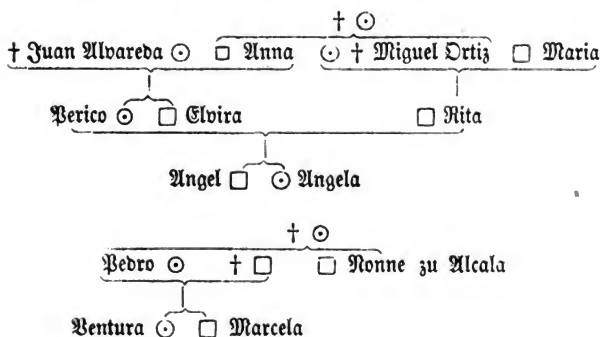 † ⊙
† Juan Alvareda ⊙ □ Anna ⊙ † Miguel Ortiz □ Maria
Perico ⊙ □ Elvira □ Rita
Angel □ ⊙ Angela
† ⊙
Pedro ⊙ † □ □ Nonne zu Alcala
Ventura ⊙ □ Marcela